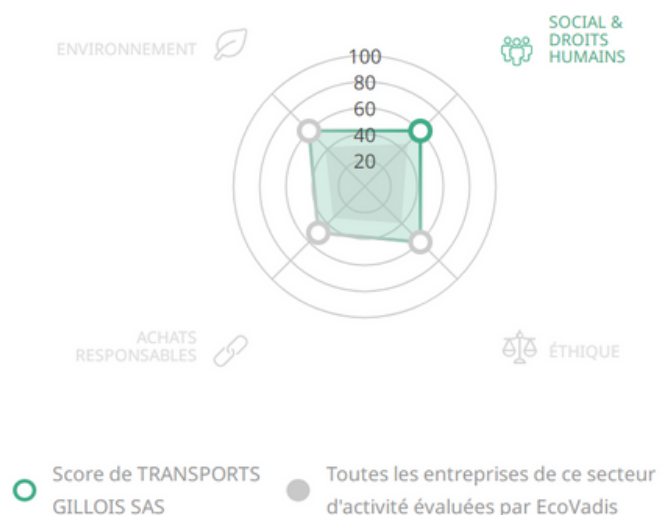 ENVIRONNEMENT
SOCIAL &
DROITS
HUMAINS
100
80
60
40
20
ACHATS
RESPONSABLES
ÉTHIQUE
Score de TRANSPORTS
GILLOIS SAS
Toutes les entreprises de ce secteur
d'activité évaluées par EcoVadis